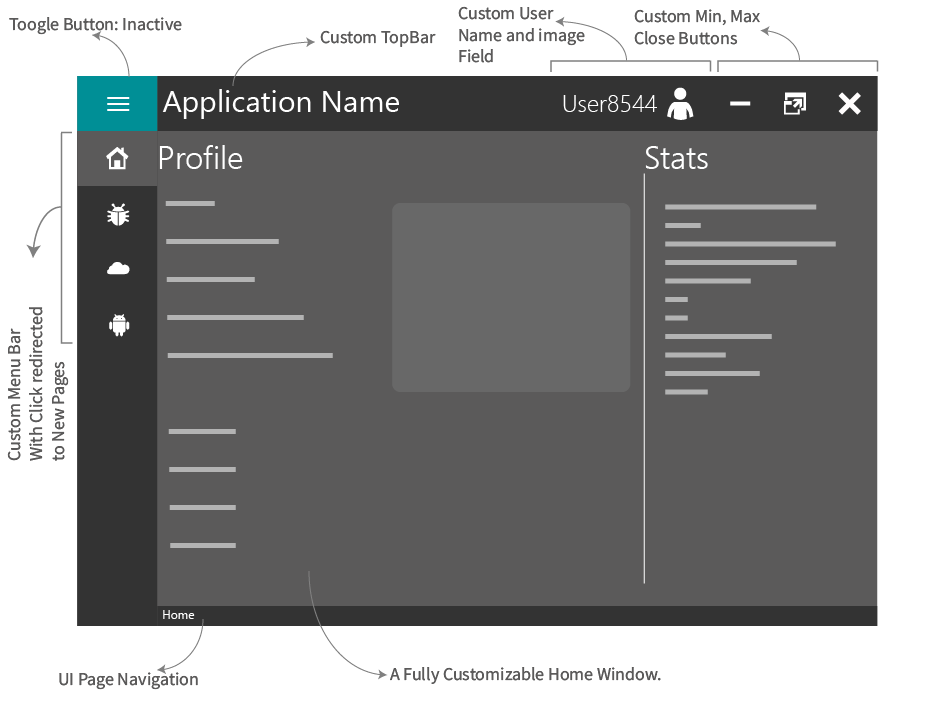 Toogle Button: Inactive
Custom TopBar
Custom User
Name and image
Field
Custom Min, Max
Close Buttons
Application Name
User8544
Profile
Stats
Custom Menu Bar
With Click redirected
to New Pages
Home
UI Page Navigation
A Fully Customizable Home Window.